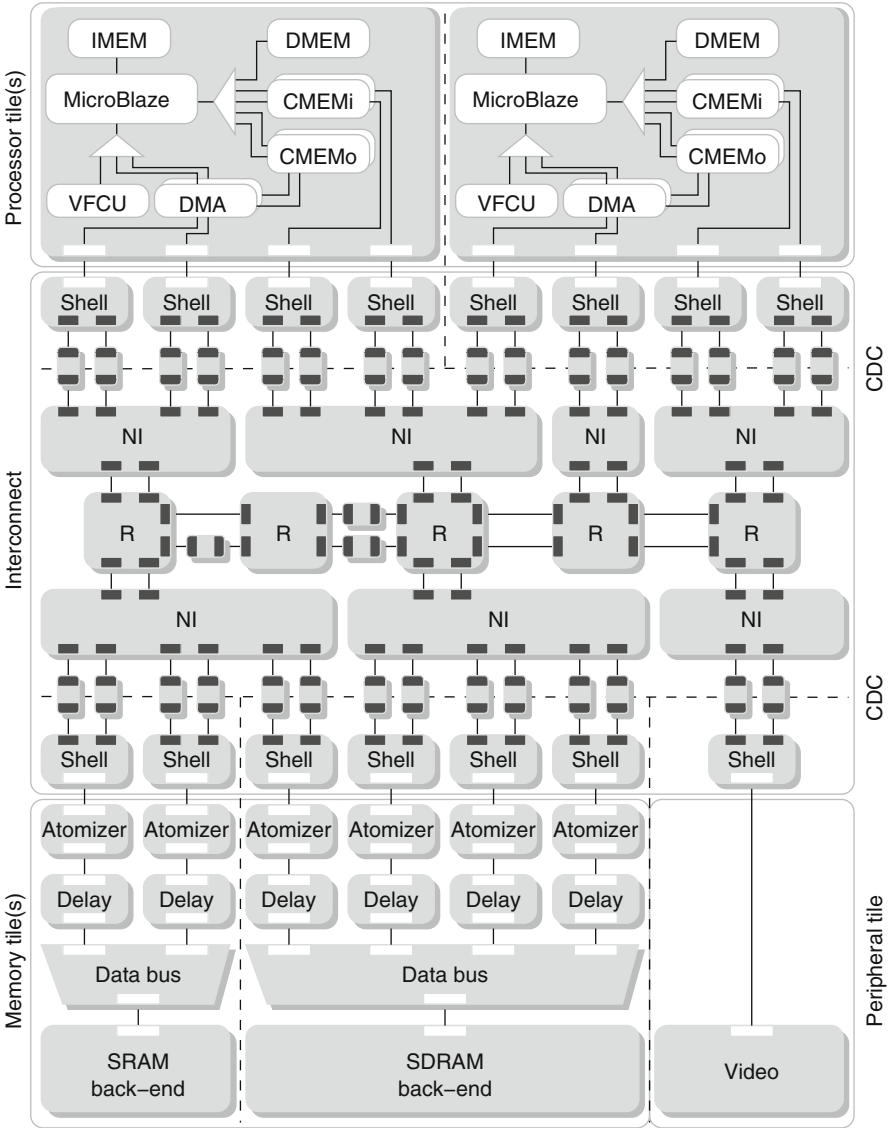 Processor tile(s)
IMEM
DMEM
IMEM
DMEM
MicroBlaze
CMEMi
MicroBlaze
CMEMi
CMEMo
CMEMo
VFCU
DMA
VFCU
DMA
Interconnect
Shell
Shell
Shell
Shell
Shell
Shell
Shell
Shell
CDC
NI
NI
NI
NI
R
R
R
R
R
NI
NI
NI
CDC
Shell
Shell
Shell
Shell
Shell
Shell
Shell
Memory tile(s)
Peripheral tile
Atomizer
Atomizer
Atomizer
Atomizer
Atomizer
Atomizer
Delay
Delay
Delay
Delay
Delay
Delay
Data bus
Data bus
SRAM
back–end
SDRAM
back–end
Video